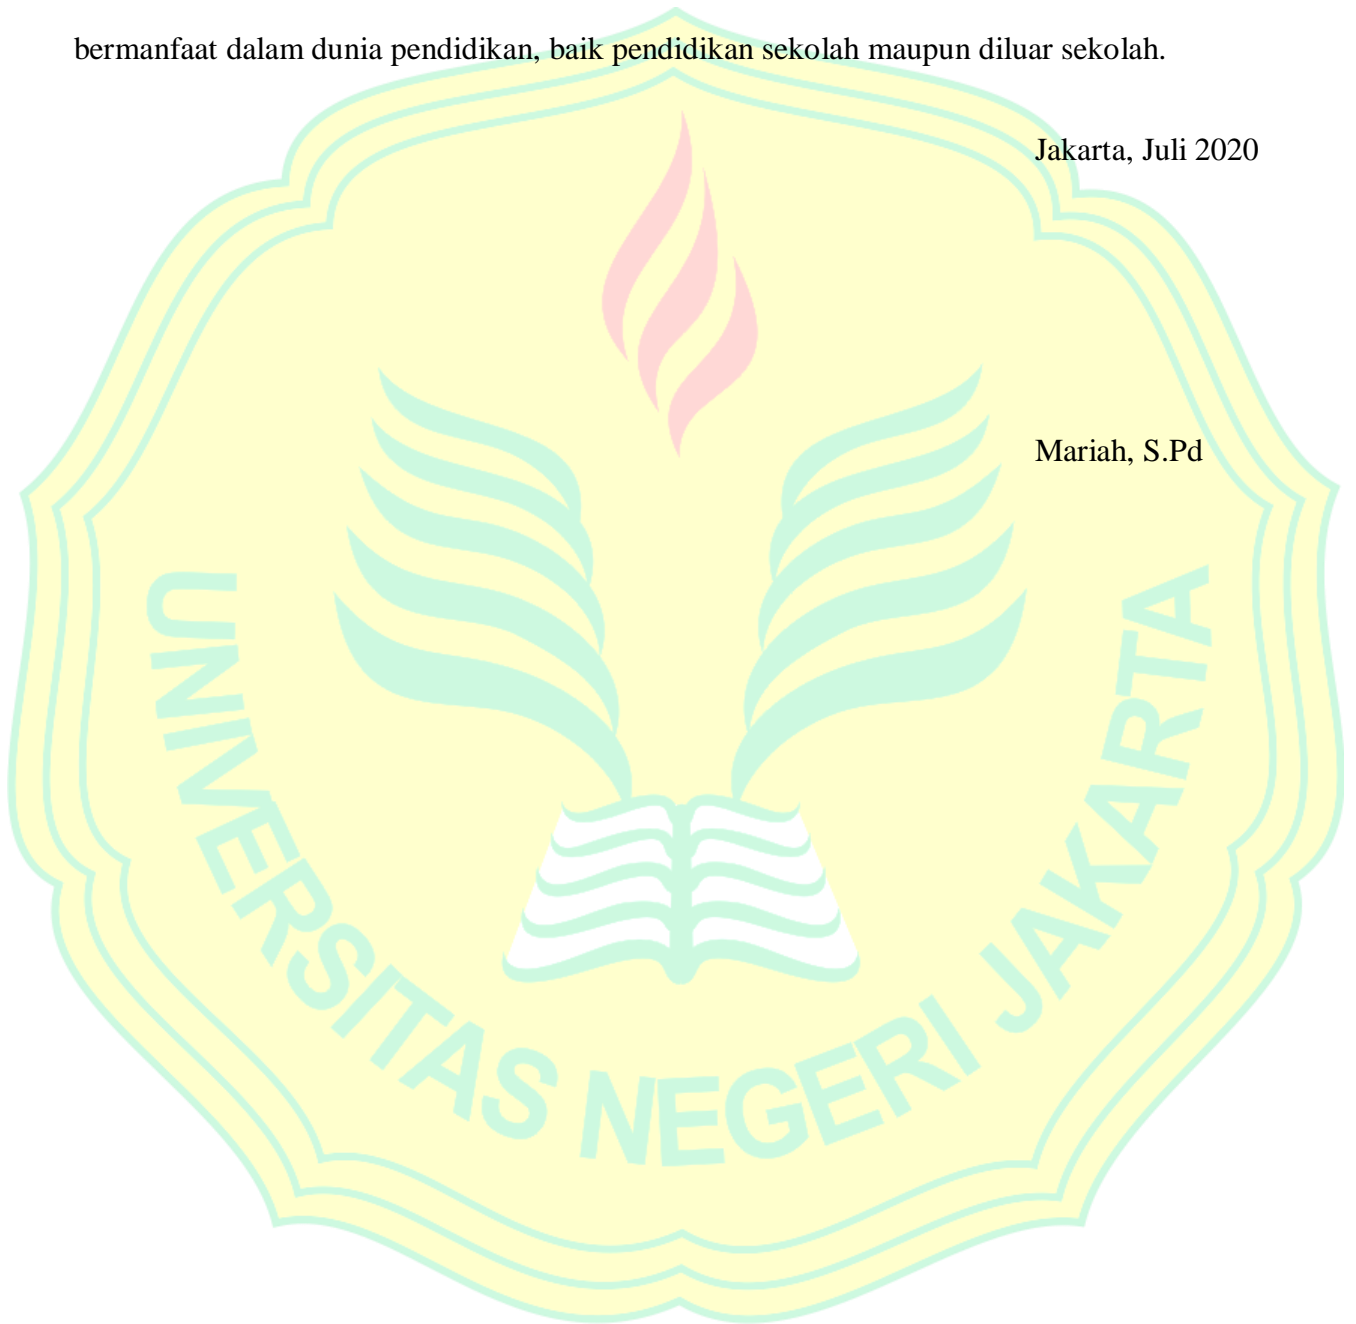 bermanfaat dalam dunia pendidikan, baik pendidikan sekolah maupun diluar sekolah.
Jakarta, Juli 2020
Mariah, S.Pd
UNIVERSITAS NEGERI JAKARTA